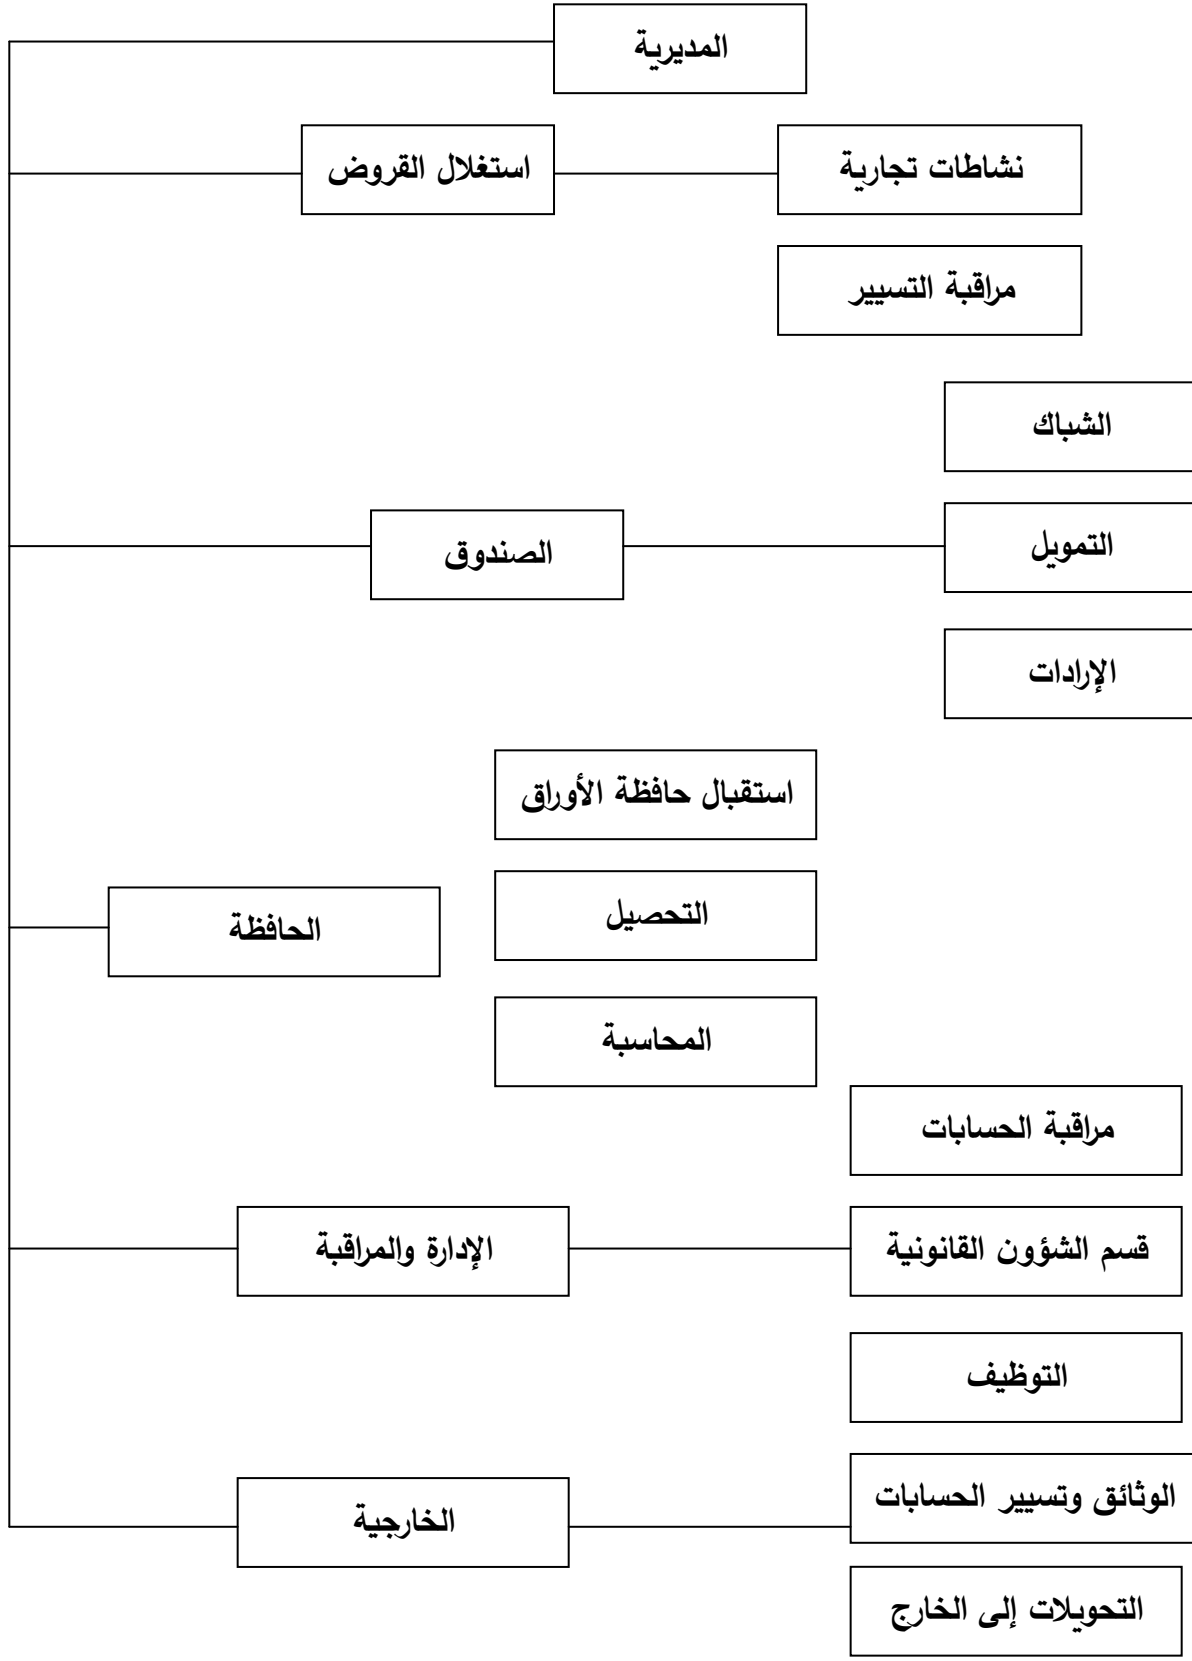 المديرية
استغلال القروض
نشاطات تجارية
مراقبة التسيير
الشباك
الصندوق
التمويل
الإرادات
استقبال حافظة الأوراق
التحصيل
الحافظة
المحاسبة
مراقبة الحسابات
الإدارة والمراقبة
قسم الشؤون القانونية
التوظيف
الوثائق وتسيير الحسابات
الخارجية
التحويلات إلى الخارج